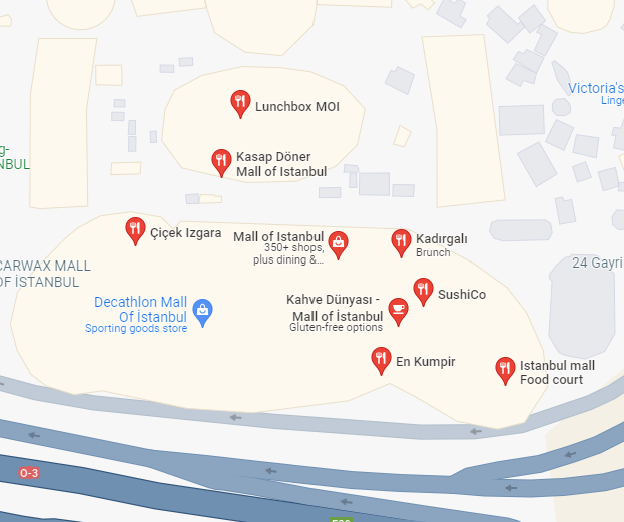 Victoria's
Linge
Lunchbox MOI
g-
NBUL
Kasap Döner
Mall of Istanbul
Çiçek Izgara
Mall of Istanbul
350+ shops,
plus dining &...
Kadırgalı
Brunch
CARWAX MALL
OF İSTANBUL
24 Gayri
SushiCo
Decathlon Mall
Of İstanbul
Sporting goods store
Kahve Dünyası -
Mall of İstanbul
Gluten-free options
En Kumpir
Istanbul mall
Food court
O-3